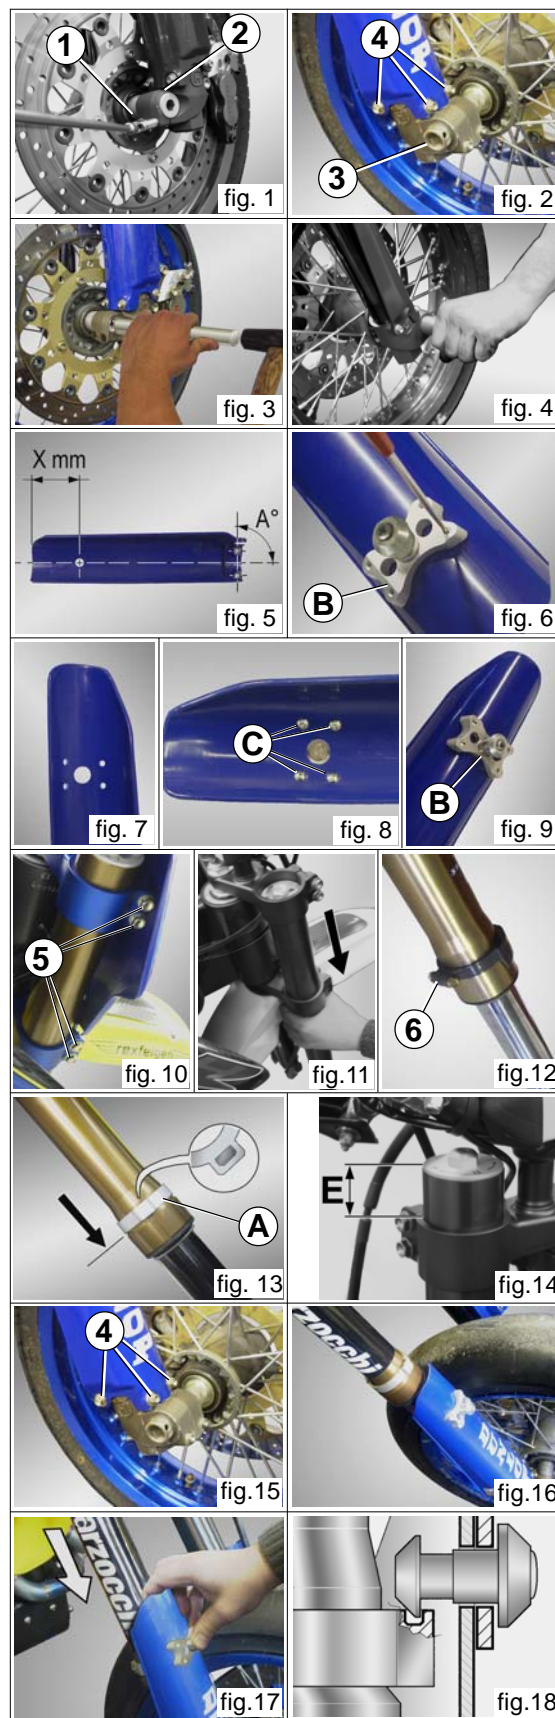 1
2
fig. 1
4
3
fig. 2
fig. 3
fig. 4
X mm
A°
fig. 5
B
fig. 6
fig. 7
C
fig. 8
B
fig. 9
5
fig. 10
fig.11
6
fig.12
A
fig. 13
E
fig.14
4
fig.15
arzocchi
fig.16
arzocchi
fig.17
fig.18